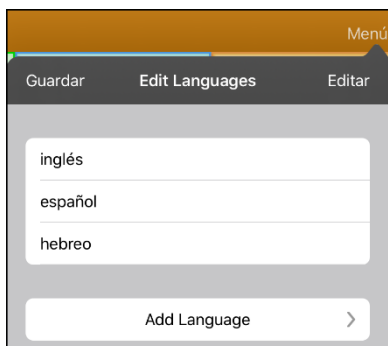 Menú
Guardar Edit Languages Editar
inglés
español
hebreo
Add Language